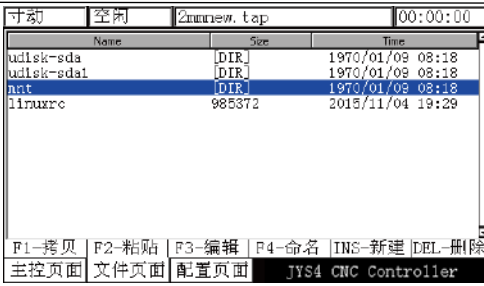 寸动 空闲 2mmnew.tap 00:00:00
Name Size Time
udisk-sda [DIR] 1970/01/09 08:18
udisk-sda1 [DIR] 1970/01/09 08:18
nnt [DIR] 1970/01/09 08:18
linuxrc 985372 2015/11/04 19:29
F1-拷贝 F2-粘贴 F3-编辑 F4-命名 INS-新建 DEL-删除
主控页面 文件页面 配置页面 JYS4 CNC Controller